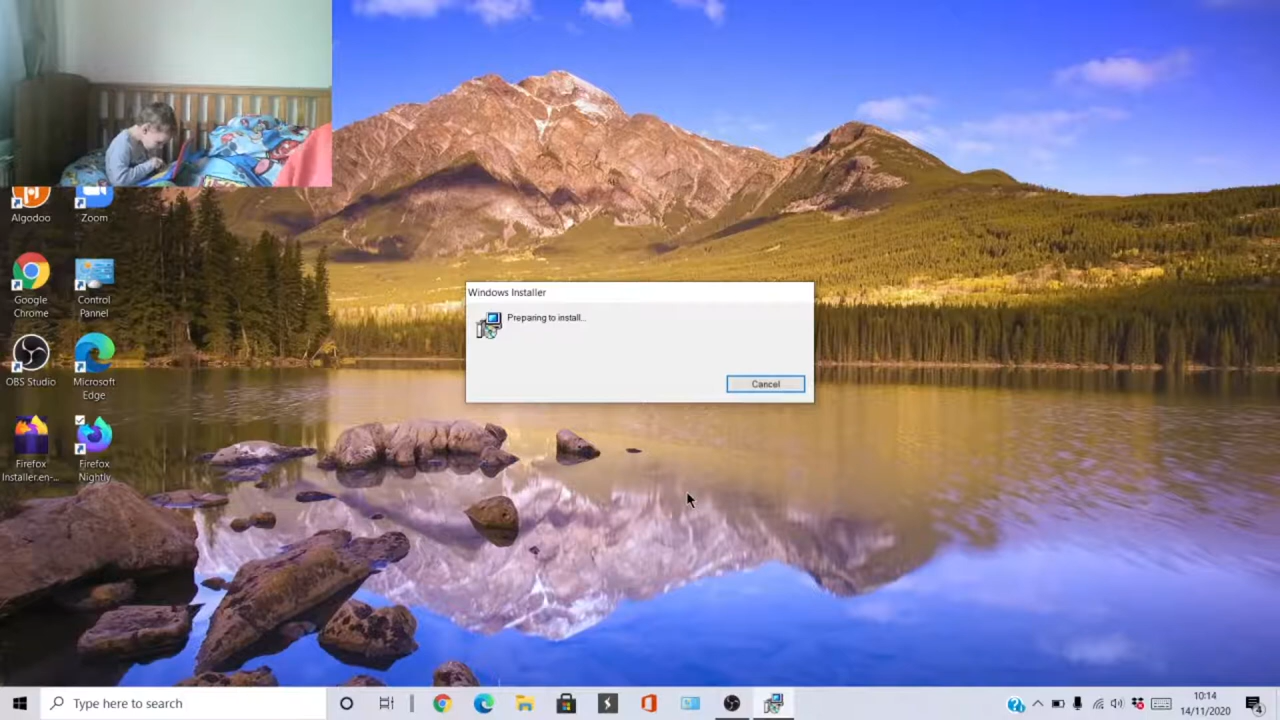 Algodoo
Zoom
Google
Chrome
Control
Pannel
OBS Studio
Microsoft
Edge
Firefox
Installer.en-...
Firefox
Nightly
Windows Installer
Preparing to install...
Cancel
Type here to search
10:14
14/11/2020
4